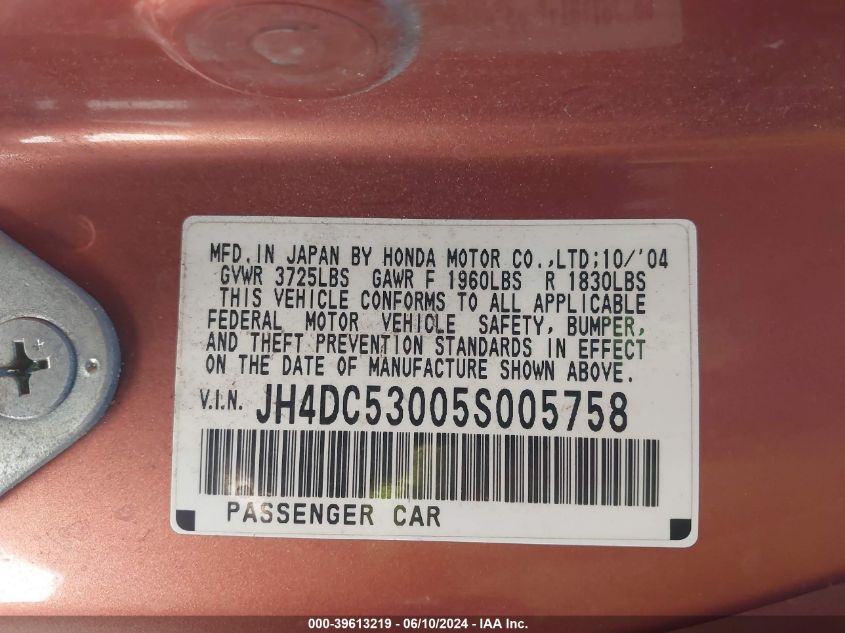 MFD.IN JAPAN BY HONDA MOTOR CO.,LTD;10/'04
GVWR 3725LBS GAWR F 1960LBS R 1830LBS
THIS VEHICLE CONFORMS TO ALL APPLICABLE
FEDERAL MOTOR VEHICLE SAFETY, BUMPER,
AND THEFT PREVENTION STANDARDS IN EFFECT
ON THE DATE OF MANUFACTURE SHOWN ABOVE.
V.I.N. JH4DC53005S005758
PASSENGER CAR
000-39613219 - 06/10/2024 - IAA Inc.